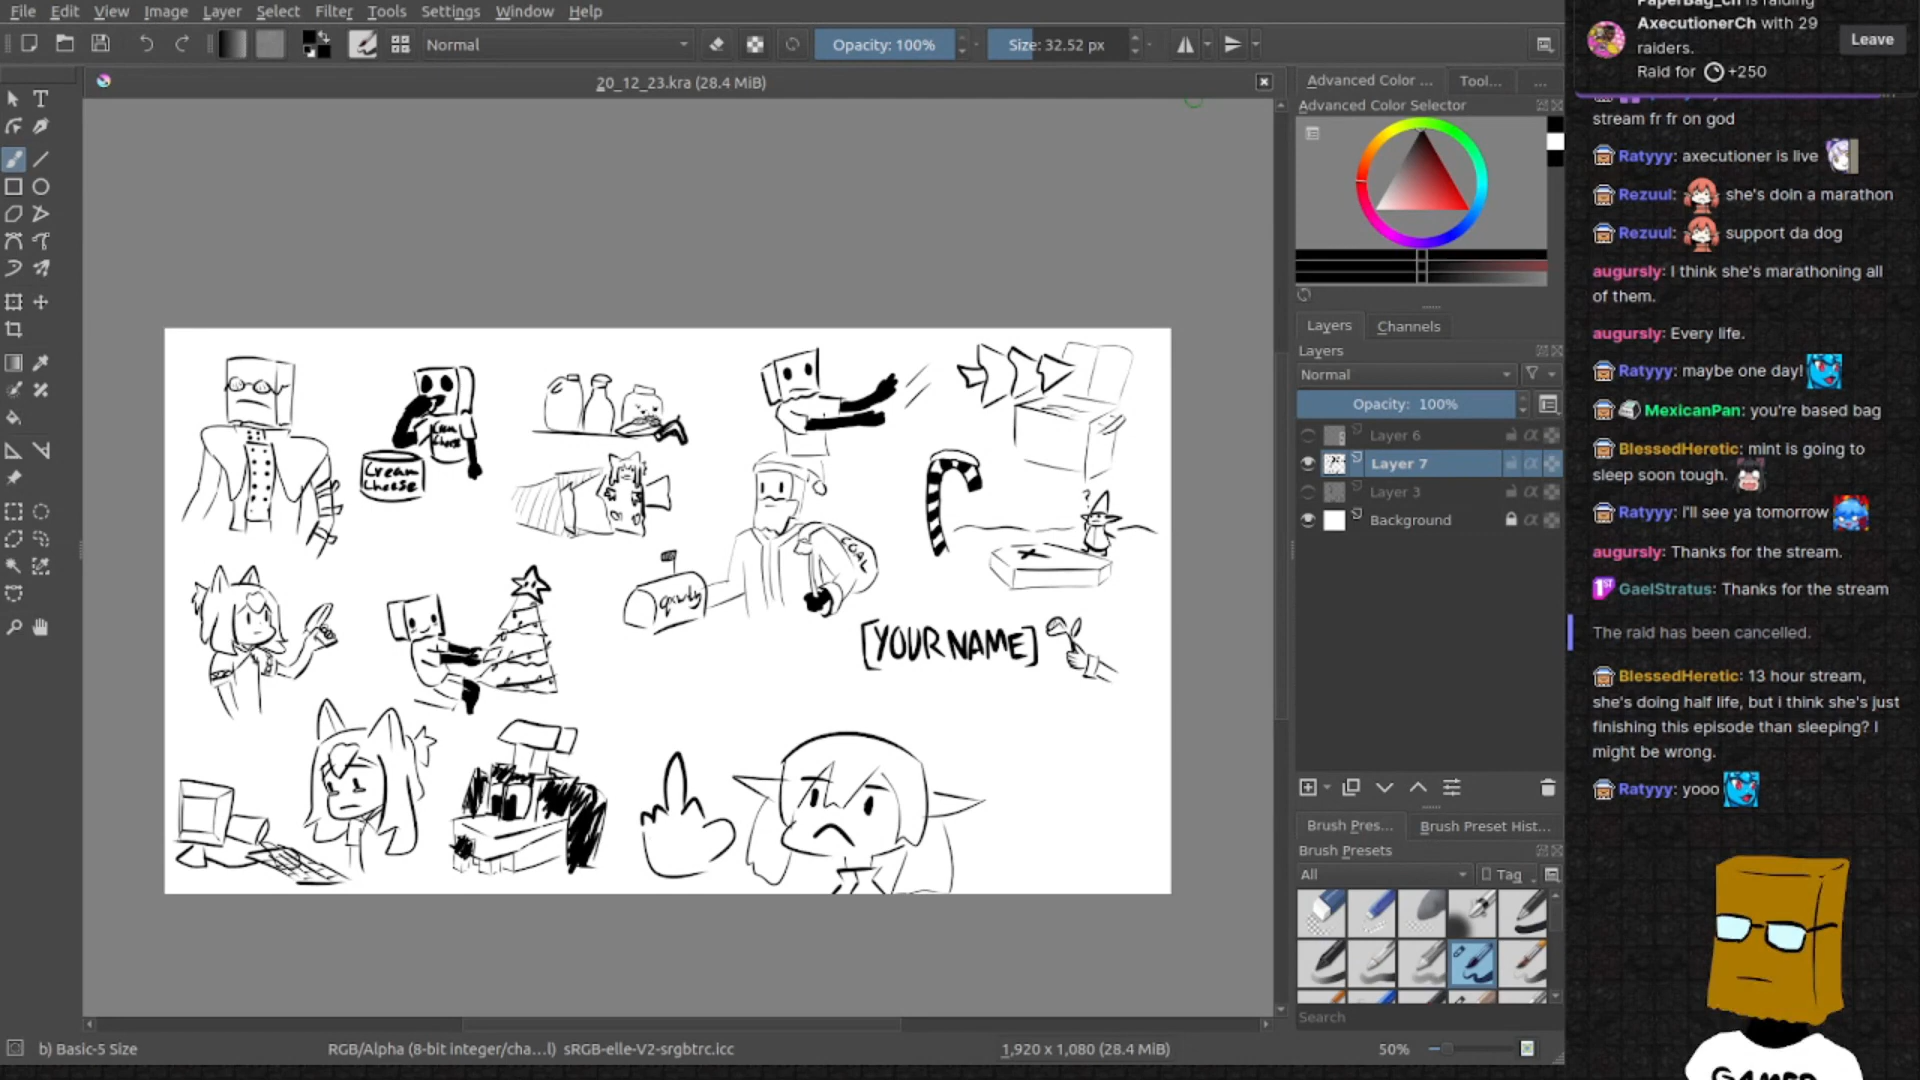 File Edit View Image Layer Select Filter Tools Settings Window Help
PaperBag_ch is raiding
AxecutionerCh with 29
raiders.
Raid for +250
Leave
Normal
Opacity: 100%
Size: 32.52 px
20_12_23.kra (28.4 MiB)
Advanced Color ...
Tool...
...
Advanced Color Selector
Layers
Channels
Layers
Normal
Opacity: 100%
Layer 6
Layer 7
Layer 3
Background
Brush Pres...
Brush Preset Hist...
Brush Presets
All
Tag
Search
Cream
Cheese
Cream
Cheese
COAL
?
[YOUR NAME]
stream fr fr on god
Ratyyy: axecutioner is live
Rezuul: she's doin a marathon
Rezuul: support da dog
augursly: I think she's marathoning all
of them.
augursly: Every life.
Ratyyy: maybe one day!
MexicanPan: you're based bag
BlessedHeretic: mint is going to
sleep soon tough.
Ratyyy: I'll see ya tomorrow
augursly: Thanks for the stream.
1ST GaelStratus: Thanks for the stream
The raid has been cancelled.
BlessedHeretic: 13 hour stream,
she's doing half life, but i think she's just
finishing this episode than sleeping? I
might be wrong.
Ratyyy: yooo
GAMER
b) Basic-5 Size
RGB/Alpha (8-bit integer/cha...l) sRGB-elle-V2-srgbtrc.icc
1,920 x 1,080 (28.4 MiB)
50%